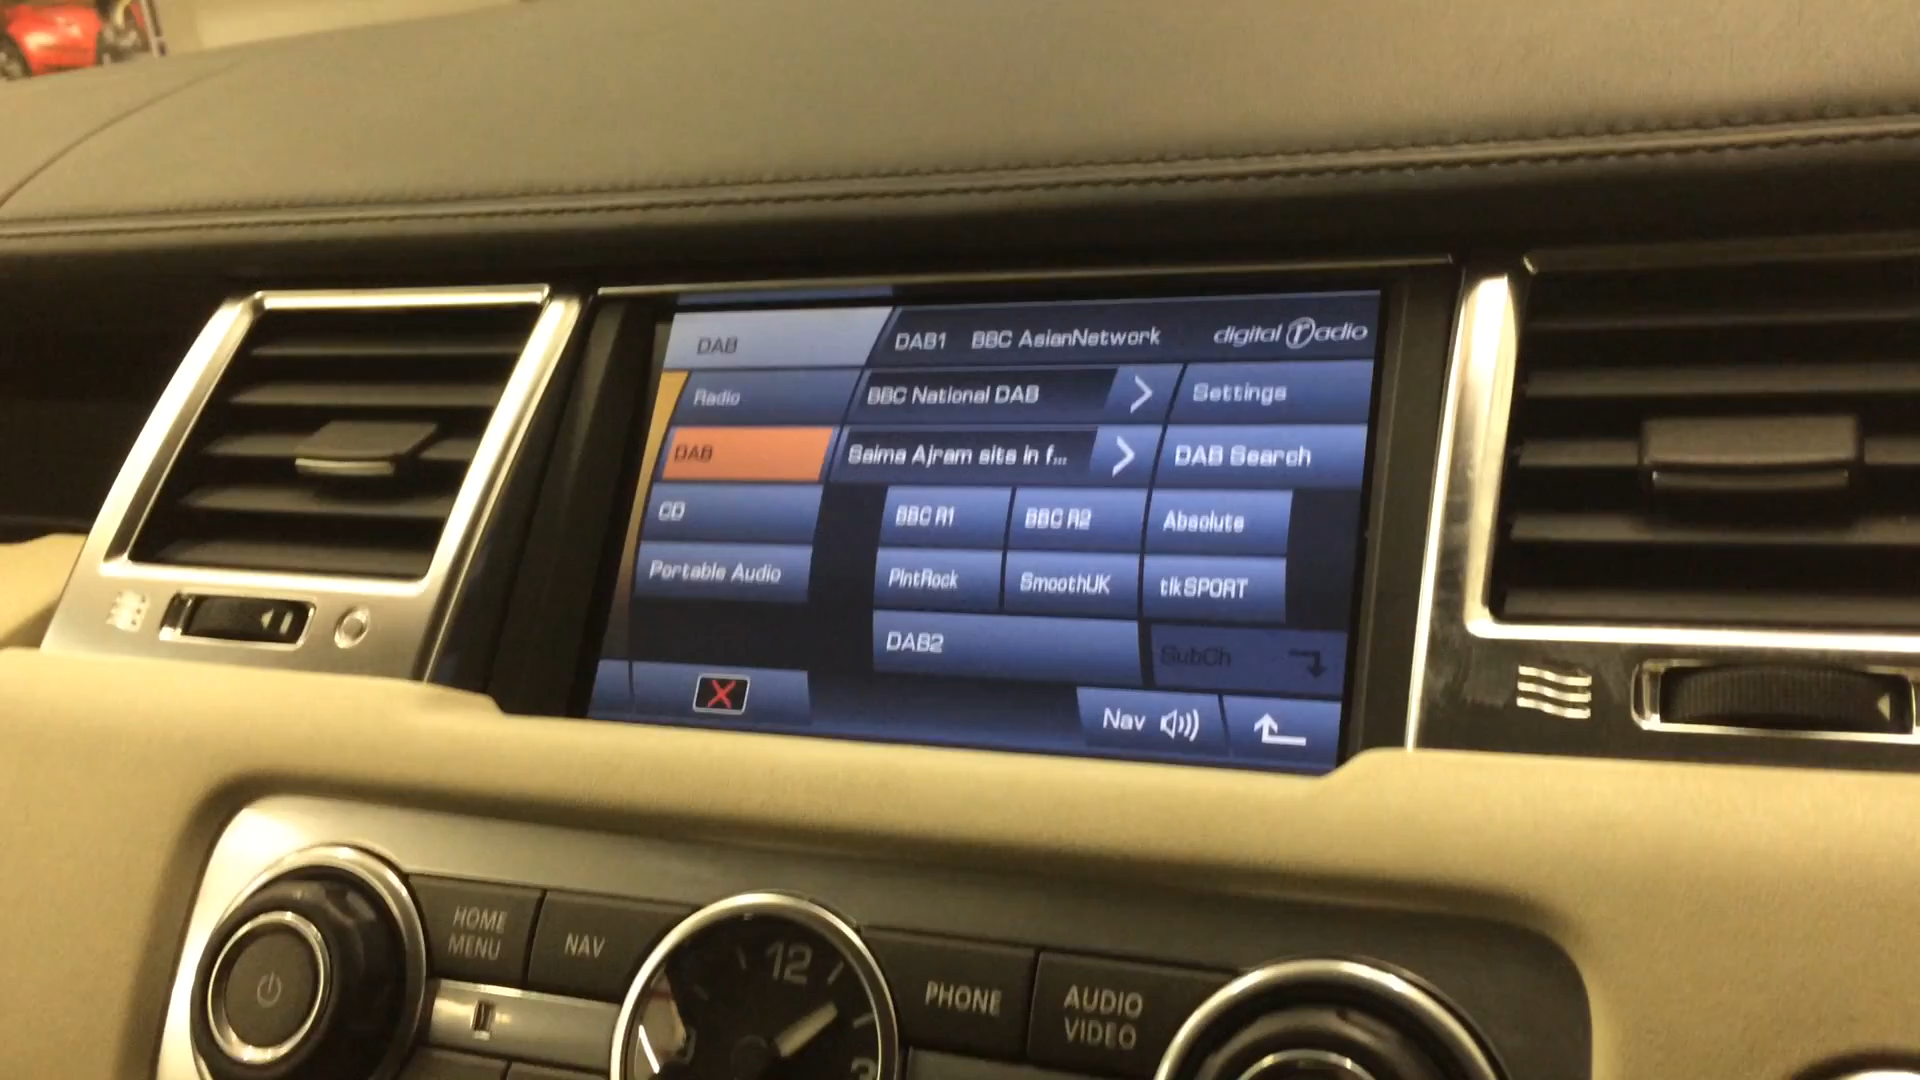 DAB
DAB1 BBC AsianNetwork digital radio
Radio
BBC National DAB
Settings
DAB
Saima Ajram sits in f...
DAB Search
CD
BBC R1
BBC R2
Absolute
Portable Audio
PlntRock
SmoothUK
tlkSPORT
DAB2
SubCh
Nav
HOME
MENU
NAV
12
3
PHONE
AUDIO
VIDEO